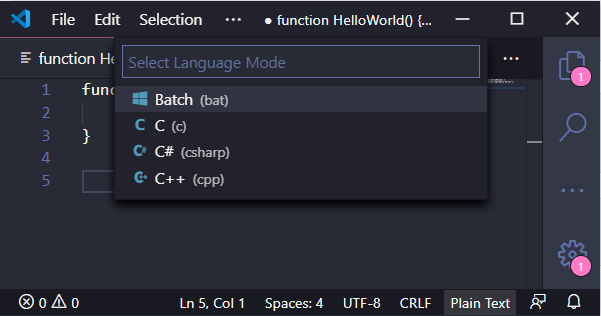 File Edit Selection ··· ● function HelloWorld() {...
function He ···
Select Language Mode
1 func
Batch (bat)
2
C (c)
3 }
C# (csharp)
4
C++ (cpp)
5
1
1
0 0 Ln 5, Col 1 Spaces: 4 UTF-8 CRLF Plain Text